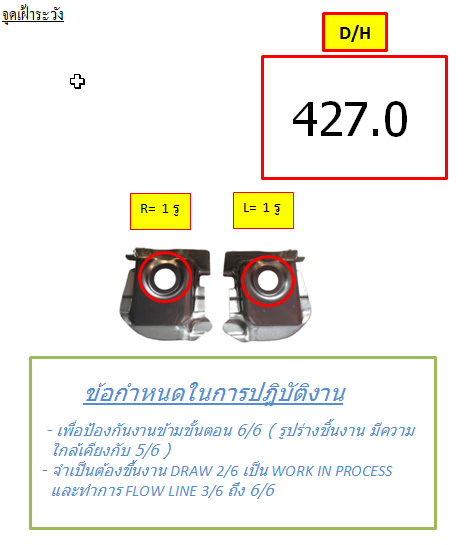 จุดเฝ้าระวัง
D/H
427.0
R= 1 รู
L= 1 รู
ข้อกำหนดในการปฎิบัติงาน
- เพื่อป้องกันงานข้ามขั้นตอน 6/6 ( รูปร่างชิ้นงาน มีความ
ใกล้เคียงกับ 5/6 )
- จำเป็นต้องขึ้นงาน DRAW 2/6 เป็น WORK IN PROCESS
และทำการ FLOW LINE 3/6 ถึง 6/6